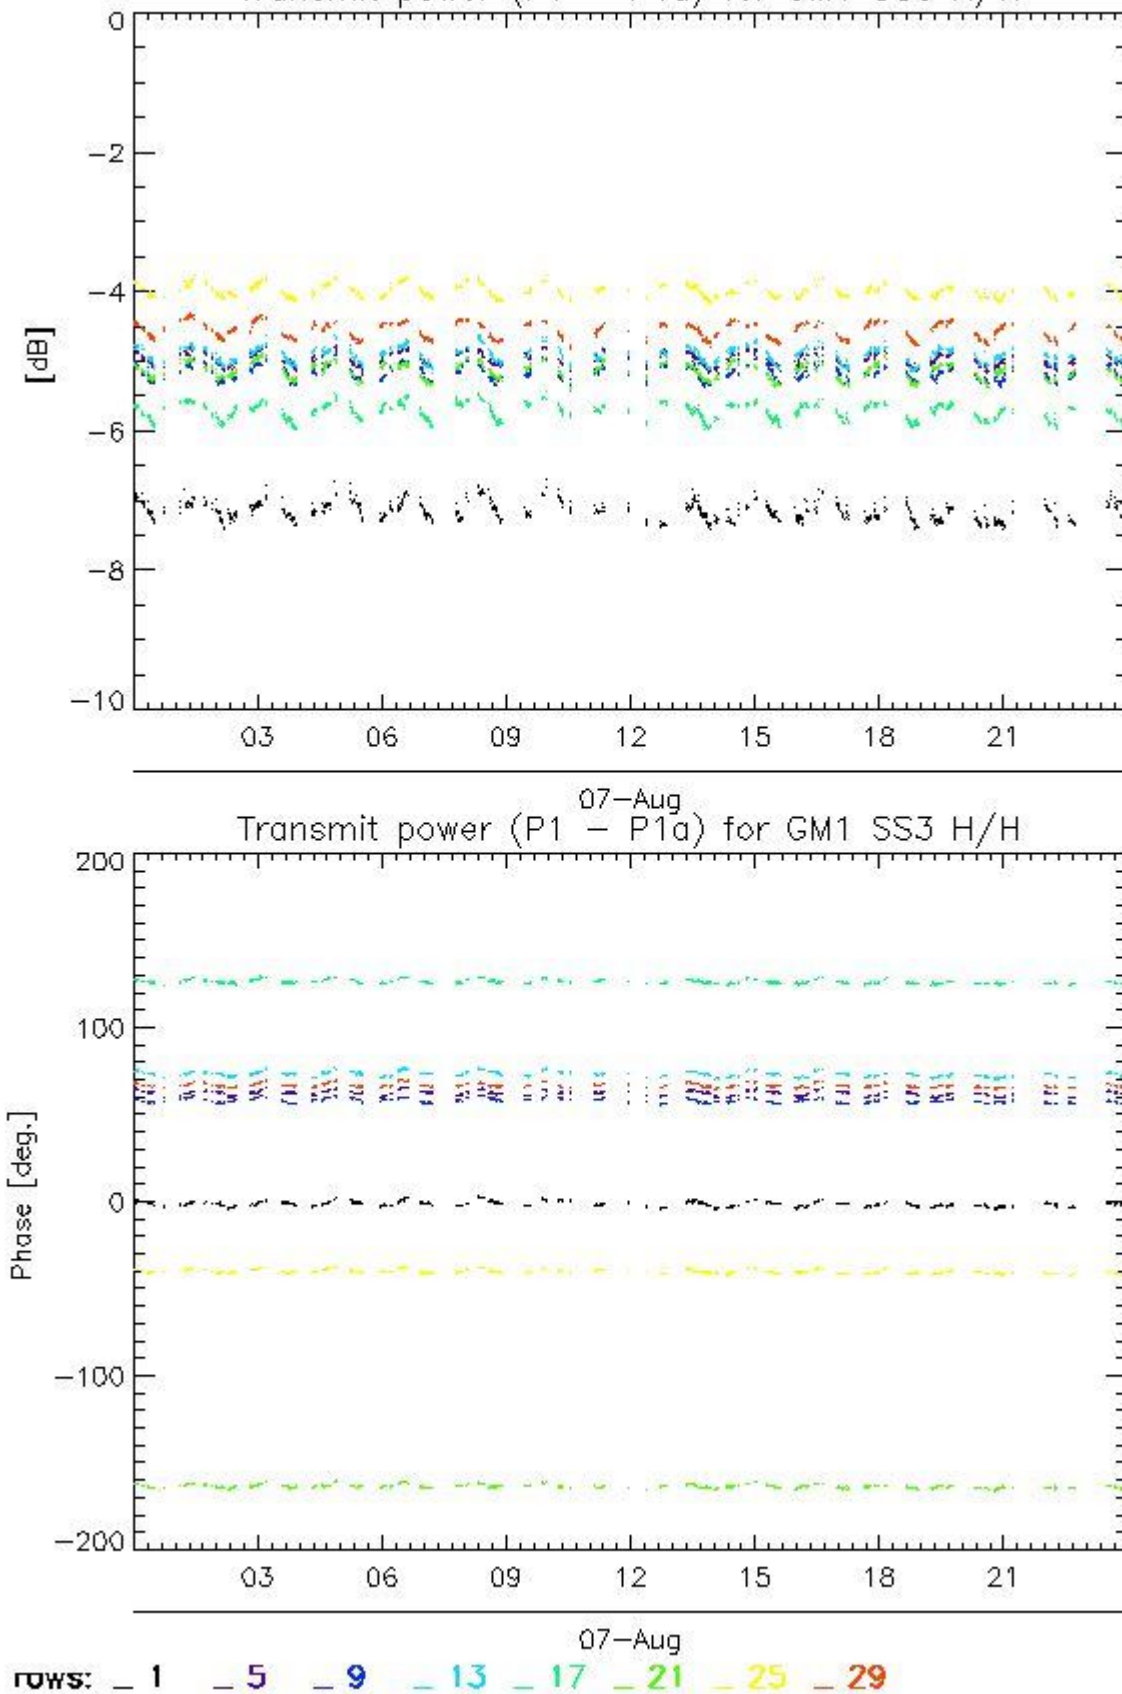 0
-2
-4
[dB]
-6
-8
-10
03 06 09 12 15 18 21
07-Aug
Transmit power (P1 - P1a) for GM1 SS3 H/H
200
100
0
Phase [deg.]
-100
-200
03 06 09 12 15 18 21
07-Aug
rows: _ 1 _ 5 _ 9 _ 13 _ 17 _ 21 _ 25 _ 29